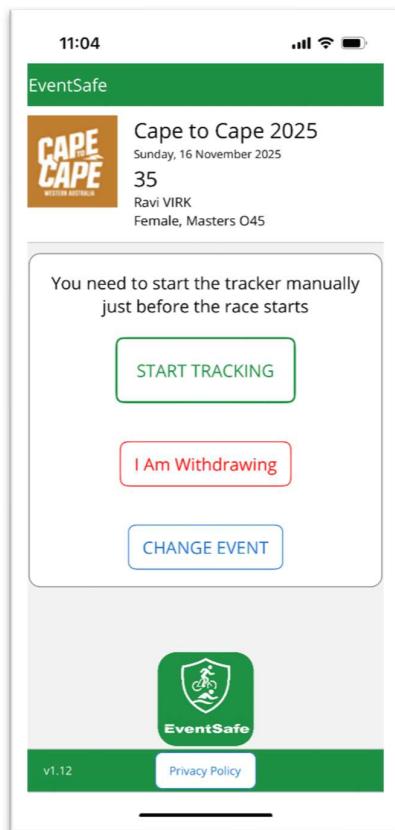 11:04
EventSafe
CAPE
TO
CAPE
WESTERN AUSTRALIA
Cape to Cape 2025
Sunday, 16 November 2025
35
Ravi VIRK
Female, Masters O45
You need to start the tracker manually
just before the race starts
START TRACKING
I Am Withdrawing
CHANGE EVENT
EventSafe
v1.12
Privacy Policy